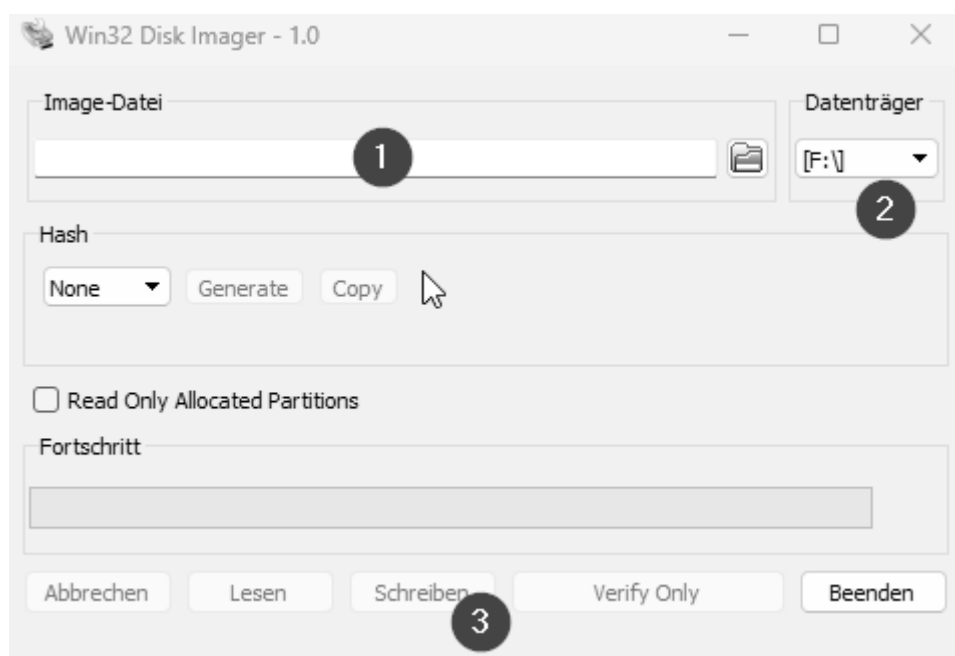 Win32 Disk Imager - 1.0
Image-Datei Datenträger
1 [F:\]
2
Hash
None Generate Copy
Read Only Allocated Partitions
Fortschritt
Abbrechen Lesen Schreiben Verify Only Beenden
3